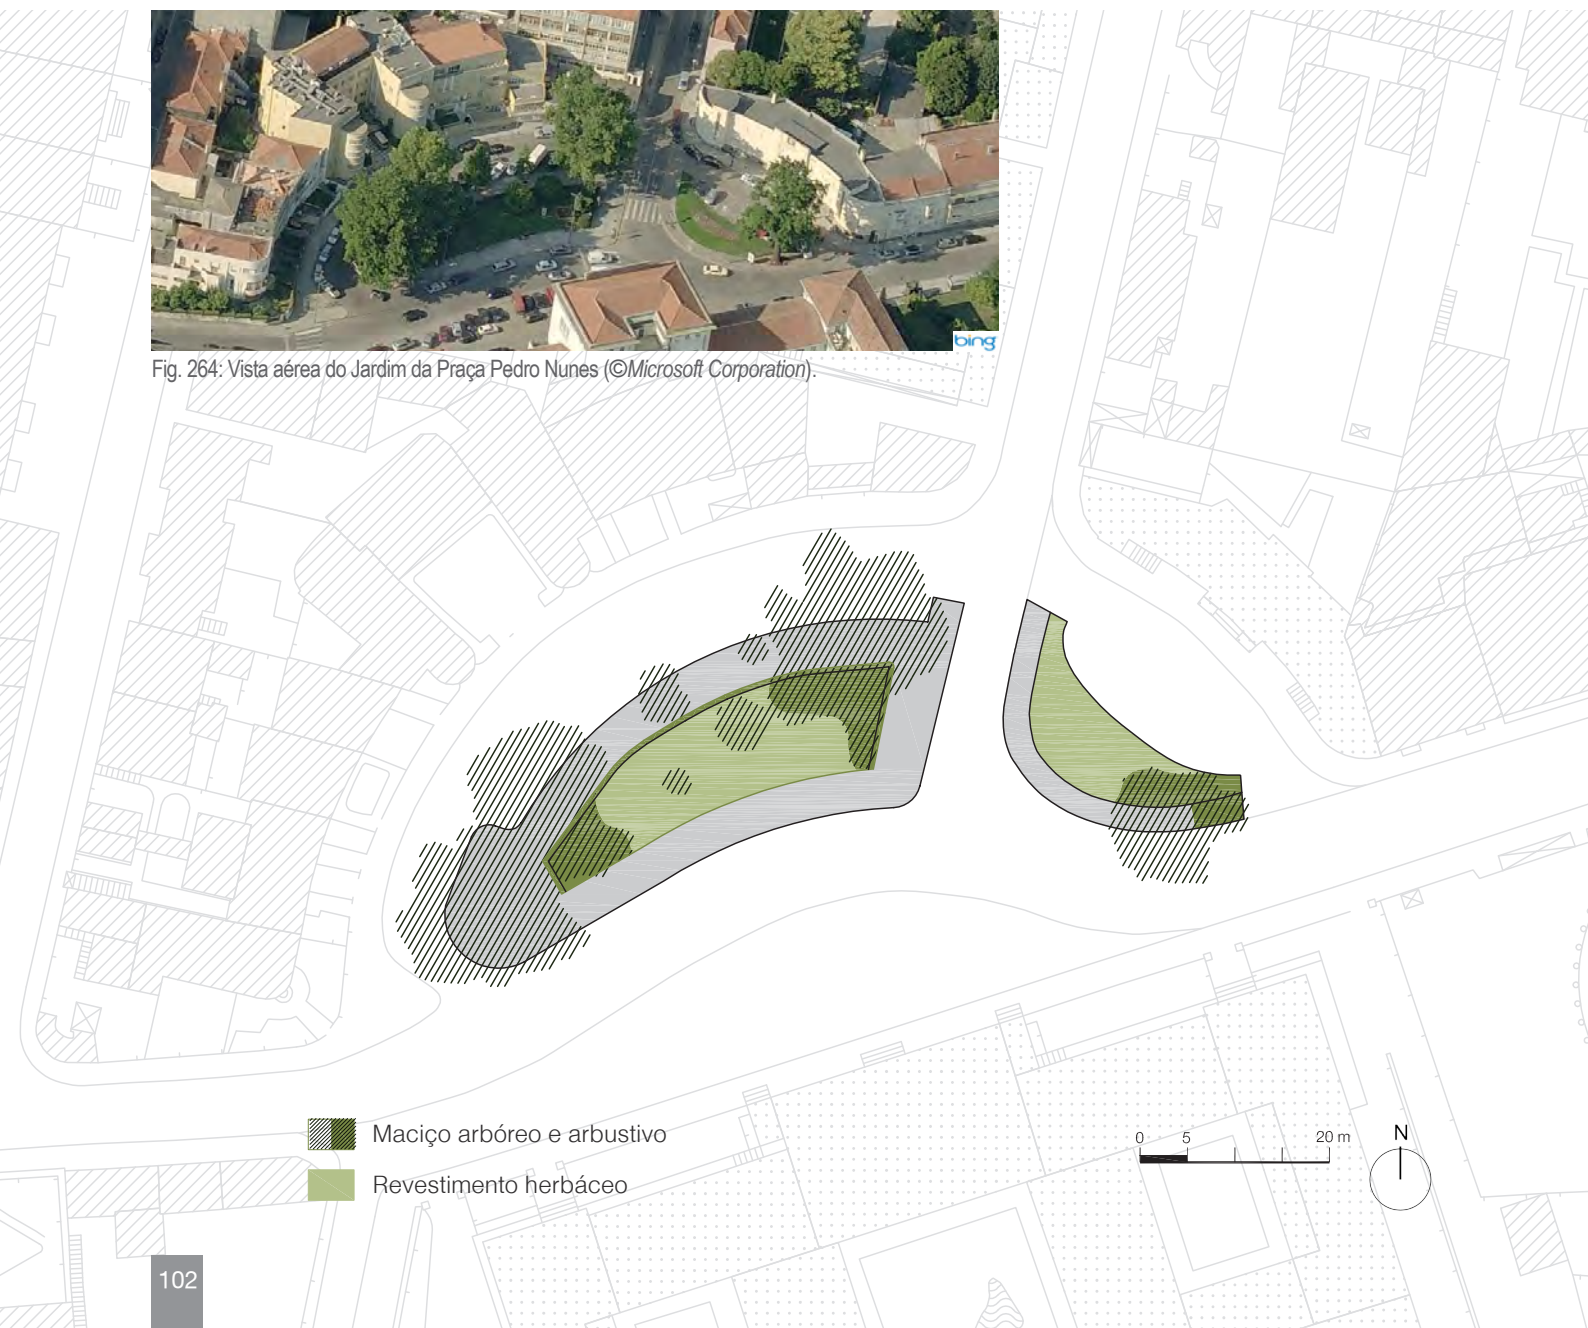 bing
Fig. 264: Vista aérea do Jardim da Praça Pedro Nunes (©Microsoft Corporation).
Maciço arbóreo e arbustivo
Revestimento herbáceo
0 5 20 m
N
102